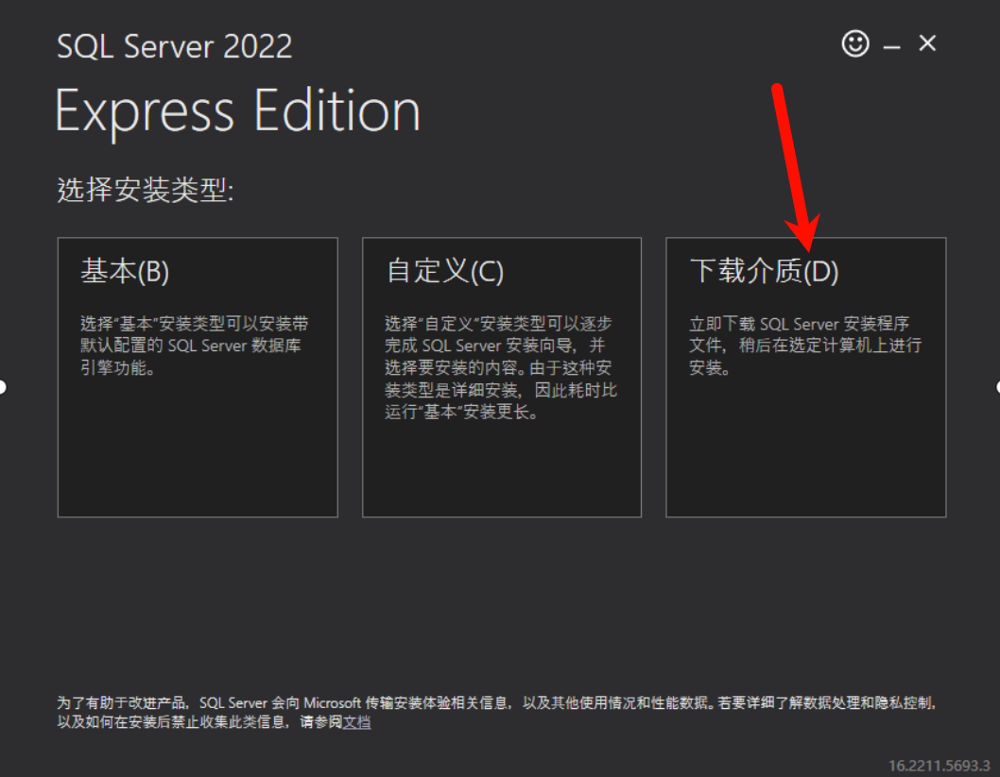 SQL Server 2022
Express Edition
选择安装类型:
基本(B)
选择“基本”安装类型可以安装带
默认配置的 SQL Server 数据库
引擎功能。
自定义(C)
选择“自定义”安装类型可以逐步
完成 SQL Server 安装向导，并
选择要安装的内容。由于这种安
装类型是详细安装，因此耗时比
运行“基本”安装更长。
下载介质(D)
立即下载 SQL Server 安装程序
文件，稍后在选定计算机上进行
安装。
为了有助于改进产品，SQL Server 会向 Microsoft 传输安装体验相关信息，以及其他使用情况和性能数据。若要详细了解数据处理和隐私控制，
以及如何在安装后禁止收集此类信息，请参阅文档
16.2211.5693.3